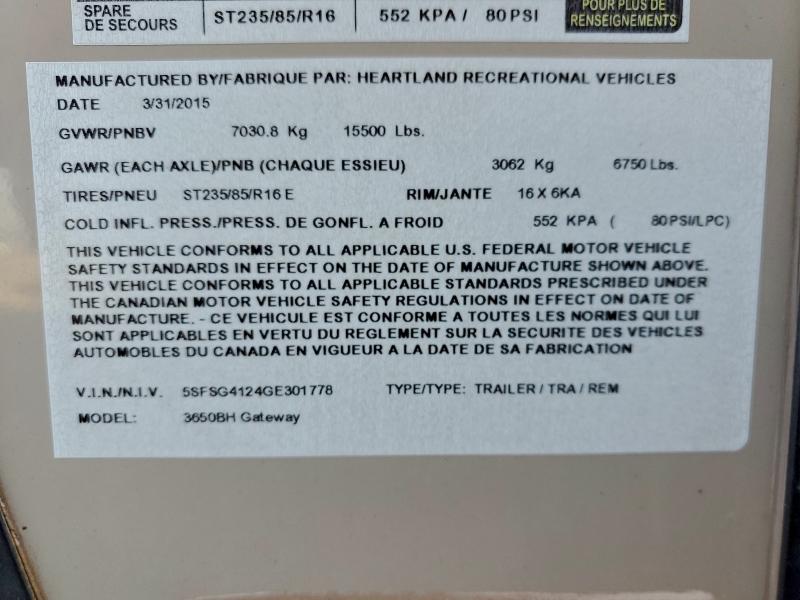 POUR PLUS DE
RENSEIGNEMENTS
SPARE
DE SECOURS
ST235/85/R16
552 KPA / 80 PSI
MANUFACTURED BY/FABRIQUE PAR: HEARTLAND RECREATIONAL VEHICLES
DATE 3/31/2015
GVWR/PNBV 7030.8 Kg 15500 Lbs.
GAWR (EACH AXLE)/PNB (CHAQUE ESSIEU) 3062 Kg 6750 Lbs.
TIRES/PNEU ST235/85/R16 E RIM/JANTE 16 X 6KA
COLD INFL. PRESS./PRESS. DE GONFL. A FROID 552 KPA ( 80 PSI/LPC)
THIS VEHICLE CONFORMS TO ALL APPLICABLE U.S. FEDERAL MOTOR VEHICLE
SAFETY STANDARDS IN EFFECT ON THE DATE OF MANUFACTURE SHOWN ABOVE.
THIS VEHICLE CONFORMS TO ALL APPLICABLE STANDARDS PRESCRIBED UNDER
THE CANADIAN MOTOR VEHICLE SAFETY REGULATIONS IN EFFECT ON DATE OF
MANUFACTURE. - CE VEHICULE EST CONFORME A TOUTES LES NORMES QUI LUI
SONT APPLICABLES EN VERTU DU REGLEMENT SUR LA SECURITE DES VEHICLES
AUTOMOBLES DU CANADA EN VIGUEUR A LA DATE DE SA FABRICATION
V.I.N./N.I.V. 5SFSG4124GE301778 TYPE/TYPE: TRAILER / TRA / REM
MODEL: 3650BH Gateway